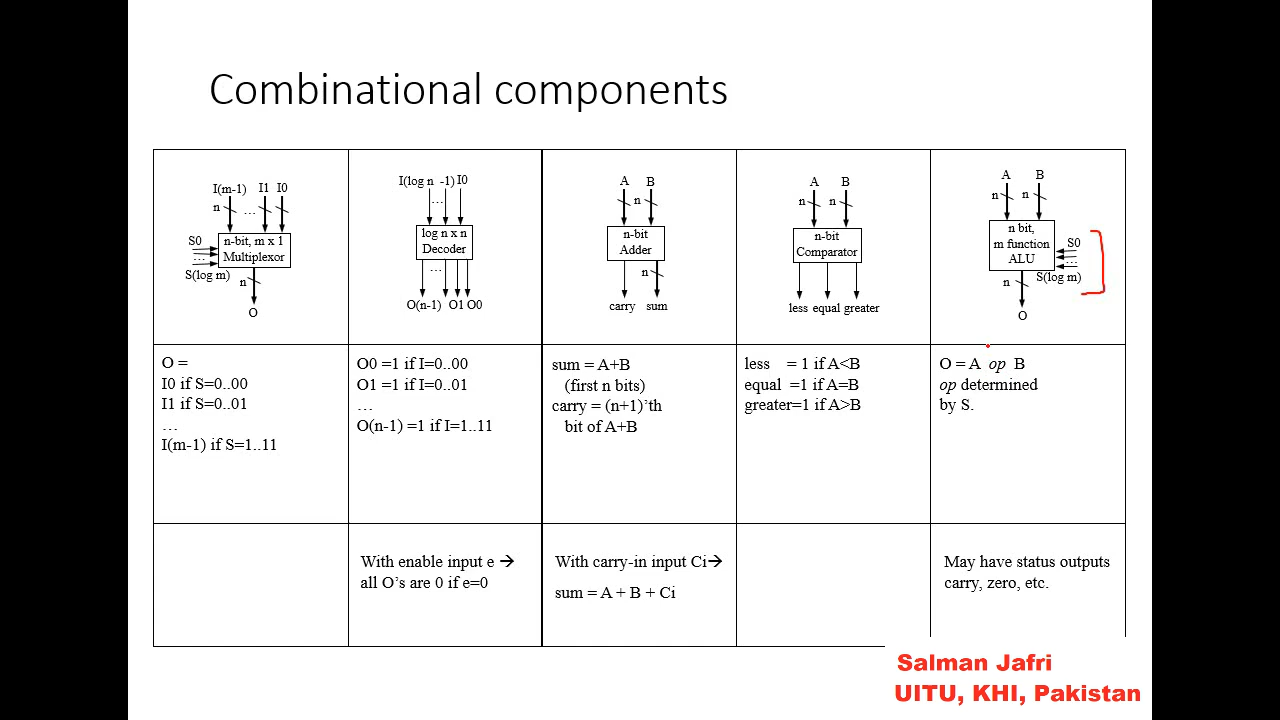 Combinational components
I(m-1) I1 I0
n
…
S0
…
S(log m)
n-bit, m x 1
Multiplexor
n
O
I(log n -1) I0
…
log n x n
Decoder
…
O(n-1) O1 O0
A B
n
n-bit
Adder
n
carry sum
A B
n n
n-bit
Comparator
less equal greater
A B
n n
n bit,
m function
ALU
S0
…
S(log m)
n
O
O =
I0 if S=0..00
I1 if S=0..01
…
I(m-1) if S=1..11
O0 =1 if I=0..00
O1 =1 if I=0..01
…
O(n-1) =1 if I=1..11
sum = A+B
(first n bits)
carry = (n+1)’th
bit of A+B
less = 1 if A<B
equal =1 if A=B
greater=1 if A>B
O = A op B
op determined
by S.
With enable input e →
all O’s are 0 if e=0
With carry-in input Ci→
sum = A + B + Ci
May have status outputs
carry, zero, etc.
Salman Jafri
UITU, KHI, Pakistan